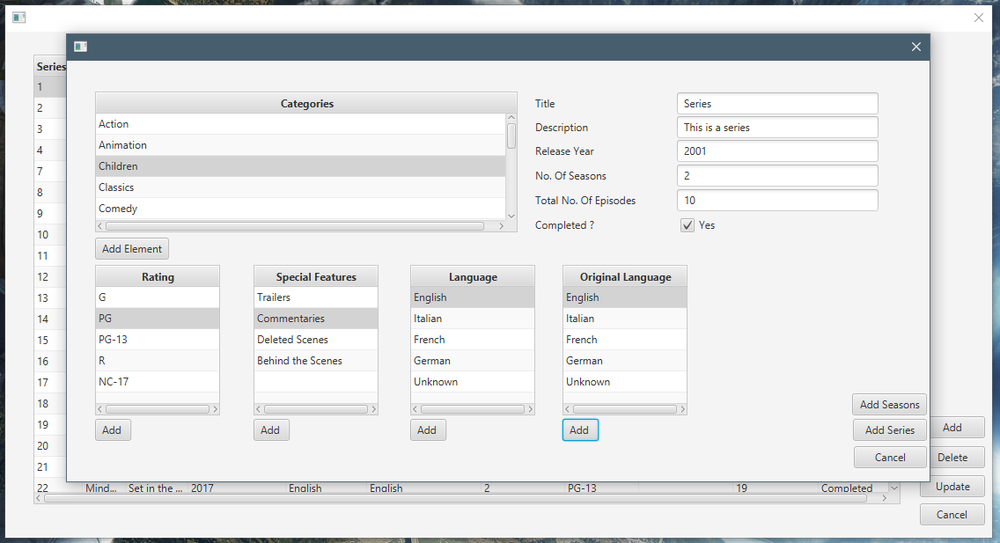 Series
1
2
3
4
7
8
9
10
11
12
13
14
15
16
17
18
19
20
21
22 Mind... Set in the ... 2017 English English 2 PG-13 19 Completed
Categories
Action
Animation
Children
Classics
Comedy
Add Element
Title Series
Description This is a series
Release Year 2001
No. Of Seasons 2
Total No. Of Episodes 10
Completed ? Yes
Rating
G
PG
PG-13
R
NC-17
Add
Special Features
Trailers
Commentaries
Deleted Scenes
Behind the Scenes
Add
Language
English
Italian
French
German
Unknown
Add
Original Language
English
Italian
French
German
Unknown
Add
Add Seasons
Add Series
Cancel
Add
Delete
Update
Cancel